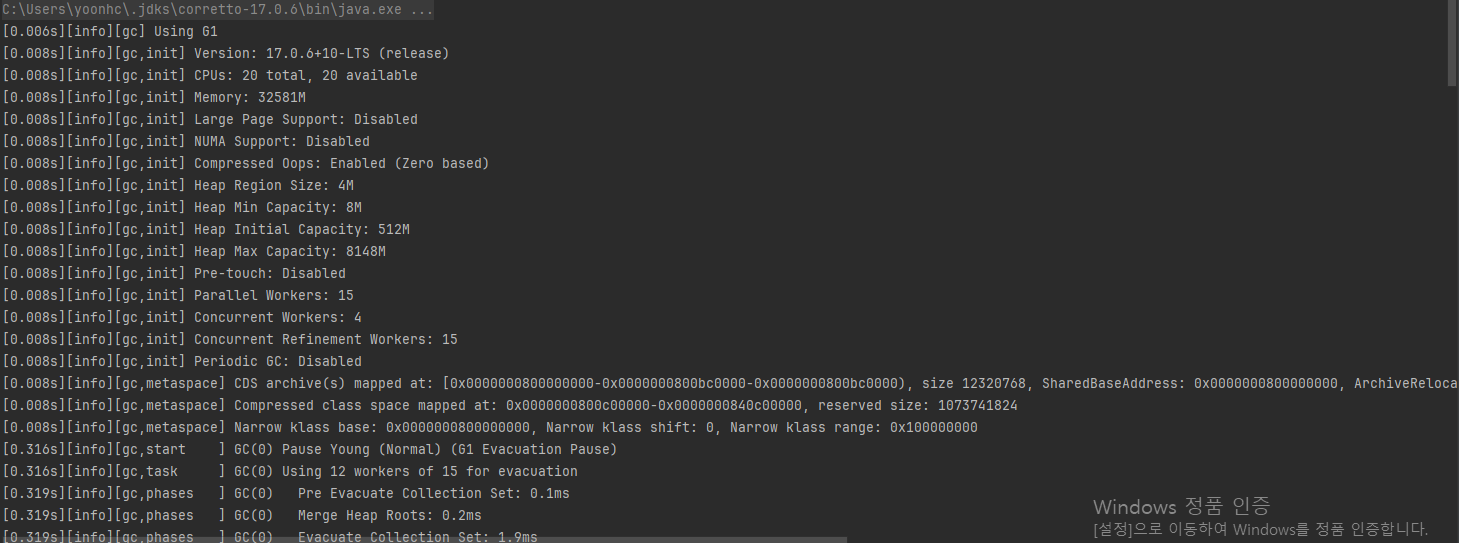 C:\Users\yoonhc\.jdks\corretto-17.0.6\bin\java.exe ...
[0.006s][info][gc] Using G1
[0.008s][info][gc,init] Version: 17.0.6+10-LTS (release)
[0.008s][info][gc,init] CPUs: 20 total, 20 available
[0.008s][info][gc,init] Memory: 32581M
[0.008s][info][gc,init] Large Page Support: Disabled
[0.008s][info][gc,init] NUMA Support: Disabled
[0.008s][info][gc,init] Compressed Oops: Enabled (Zero based)
[0.008s][info][gc,init] Heap Region Size: 4M
[0.008s][info][gc,init] Heap Min Capacity: 8M
[0.008s][info][gc,init] Heap Initial Capacity: 512M
[0.008s][info][gc,init] Heap Max Capacity: 8148M
[0.008s][info][gc,init] Pre-touch: Disabled
[0.008s][info][gc,init] Parallel Workers: 15
[0.008s][info][gc,init] Concurrent Workers: 4
[0.008s][info][gc,init] Concurrent Refinement Workers: 15
[0.008s][info][gc,init] Periodic GC: Disabled
[0.008s][info][gc,metaspace] CDS archive(s) mapped at: [0x0000000800000000-0x0000000800bc0000-0x0000000800bc0000), size 12320768, SharedBaseAddress: 0x0000000800000000, ArchiveReloca
[0.008s][info][gc,metaspace] Compressed class space mapped at: 0x0000000800c00000-0x0000000840c00000, reserved size: 1073741824
[0.008s][info][gc,metaspace] Narrow klass base: 0x0000000800000000, Narrow klass shift: 0, Narrow klass range: 0x100000000
[0.316s][info][gc,start    ] GC(0) Pause Young (Normal) (G1 Evacuation Pause)
[0.316s][info][gc,task     ] GC(0) Using 12 workers of 15 for evacuation
[0.319s][info][gc,phases   ] GC(0)   Pre Evacuate Collection Set: 0.1ms
[0.319s][info][gc,phases   ] GC(0)   Merge Heap Roots: 0.2ms
[0.319s][info][gc,phases   ] GC(0)   Evacuate Collection Set: 1.9ms
Windows 정품 인증
[설정]으로 이동하여 Windows를 정품 인증합니다.